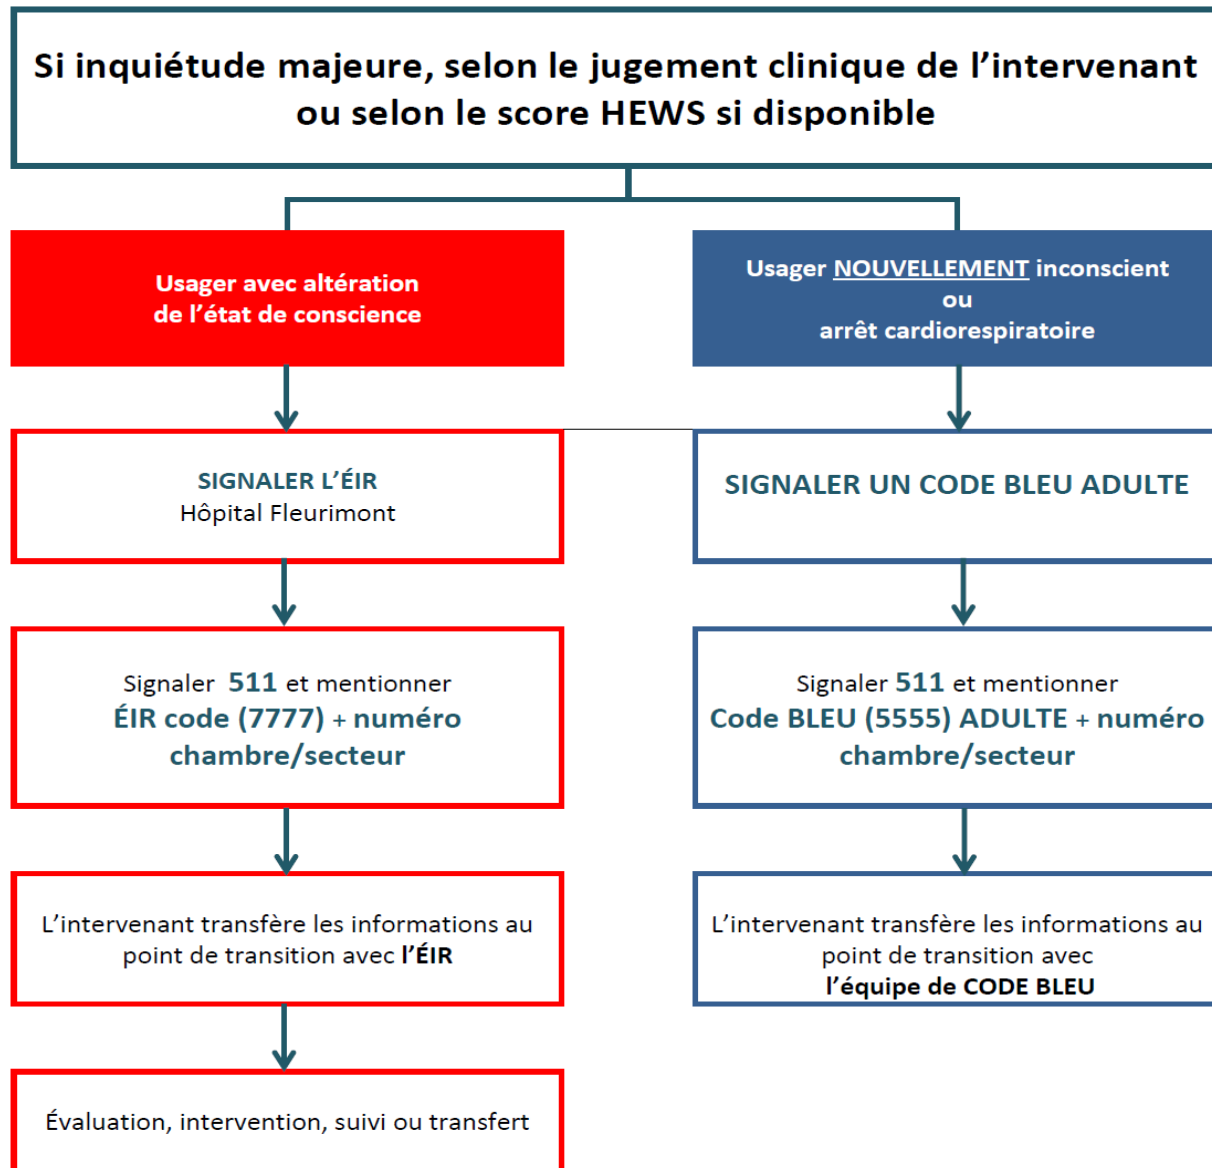 Si inquiétude majeure, selon le jugement clinique de l’intervenant
ou selon le score HEWS si disponible
Usager avec altération
de l’état de conscience
SIGNALER L’ÉIR
Hôpital Fleurimont
Signaler 511 et mentionner
ÉIR code (7777) + numéro
chambre/secteur
L’intervenant transfère les informations au
point de transition avec l’ÉIR
Évaluation, intervention, suivi ou transfert
Usager NOUVELLEMENT inconscient
ou
arrêt cardiorespiratoire
SIGNALER UN CODE BLEU ADULTE
Signaler 511 et mentionner
Code BLEU (5555) ADULTE + numéro
chambre/secteur
L’intervenant transfère les informations au
point de transition avec
l’équipe de CODE BLEU